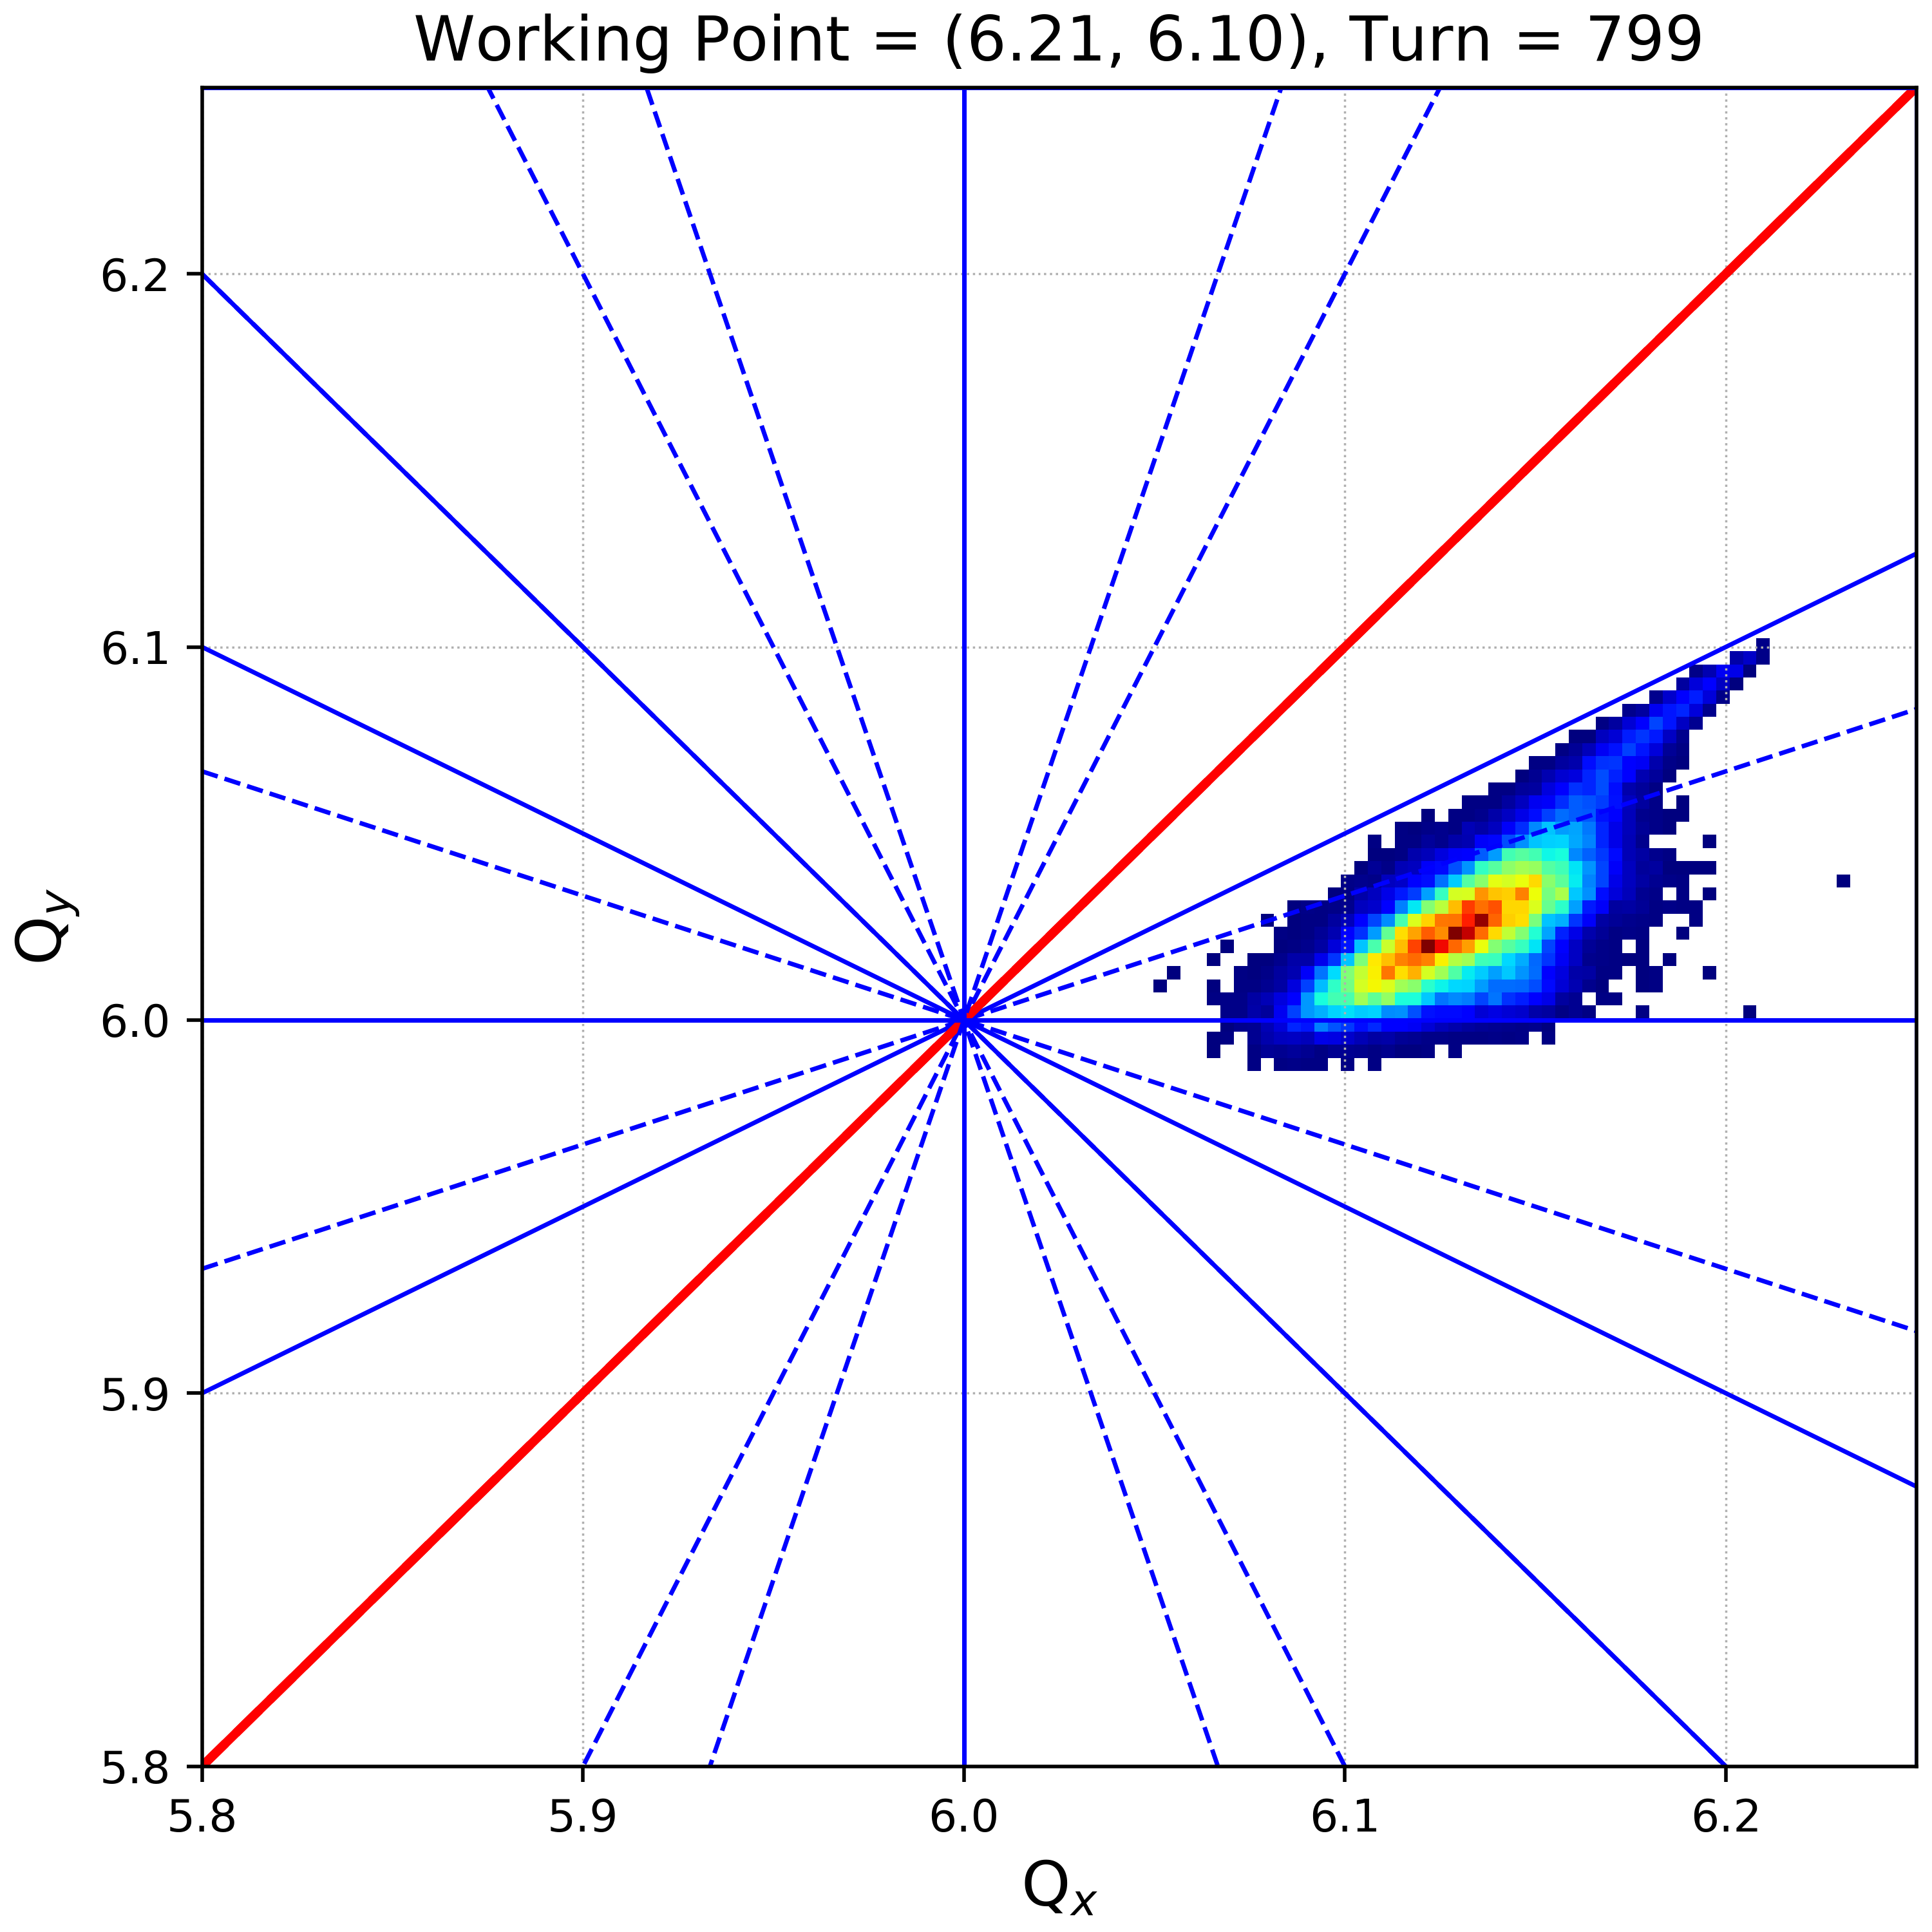 Working Point = (6.21, 6.10), Turn = 799
6.2
6.1
6.0
5.9
5.8
Qy
5.8 5.9 6.0 6.1 6.2
Qx